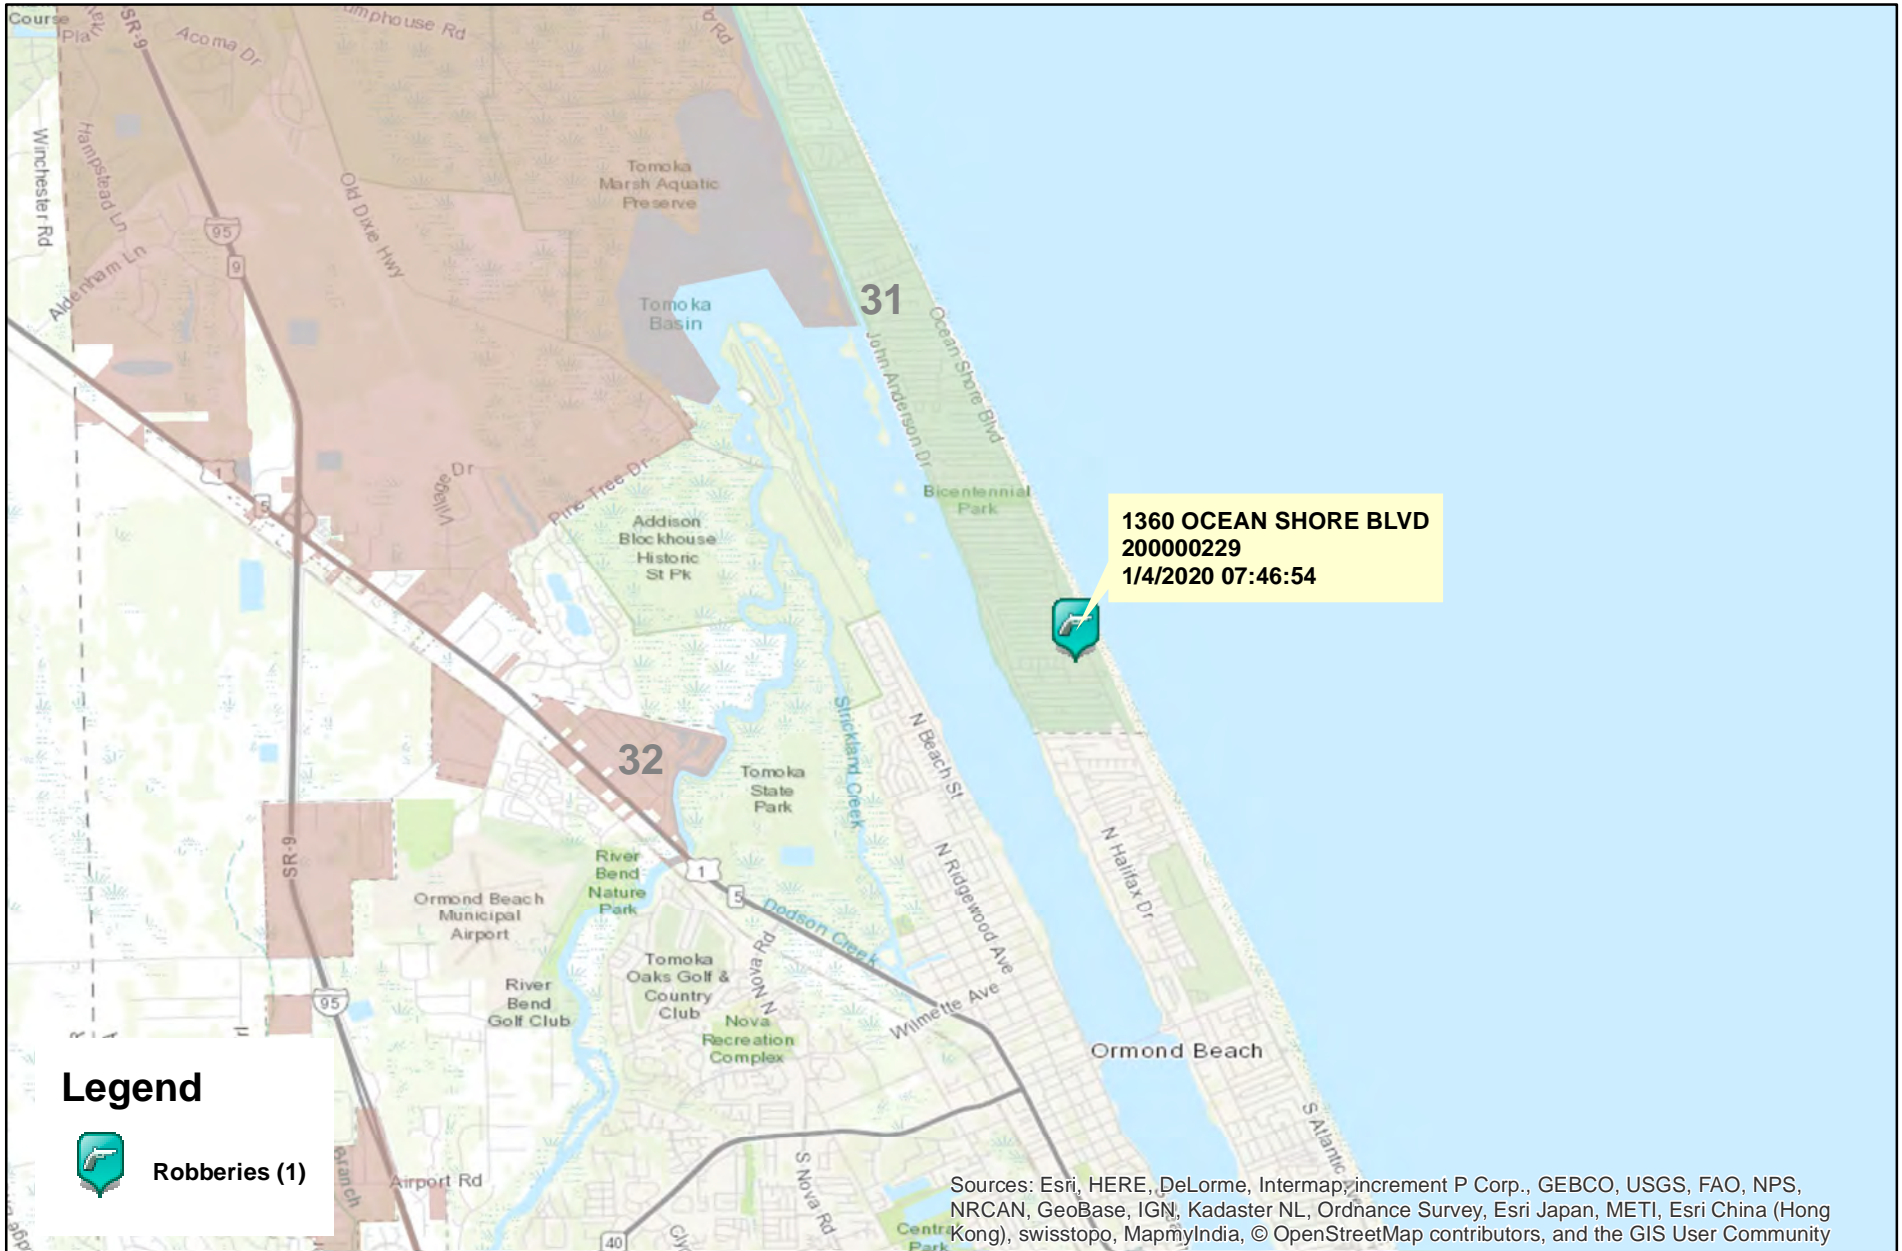 Course
SR-9
Acoma Dr
Winchester Rd
Hampstead Ln
Old Dixie Hwy
Aldenham Ln
95
9
Tomoka
Marsh Aquatic
Preserve
Tomoka
Basin
31
Ocean Shore Blvd
John Anderson Dr
1
5
Village Dr
Pine Tree Dr
Addison
Blockhouse
Historic
St Pk
Bicentennial
Park
1360 OCEAN SHORE BLVD
200000229
1/4/2020 07:46:54
32
Tomoka
State
Park
Strickland Creek
N Beach St
N Ridgewood Ave
N Halifax Dr
SR-9
River
Bend
Nature
Park
1
5
Dodson Creek
Ormond Beach
Municipal
Airport
River
Bend
Golf Club
Tomoka
Oaks Golf &
Country
Club
N Nova Rd
Nova
Recreation
Complex
Wilmette Ave
95
Ormond Beach
S Atlantic Ave
Legend
Robberies (1)
Branch
Airport Rd
S Nova Rd
40
Park
Sources: Esri, HERE, DeLorme, Intermap, increment P Corp., GEBCO, USGS, FAO, NPS,
NRCAN, GeoBase, IGN, Kadaster NL, Ordnance Survey, Esri Japan, METI, Esri China (Hong
Kong), swisstopo, MapmyIndia, © OpenStreetMap contributors, and the GIS User Community